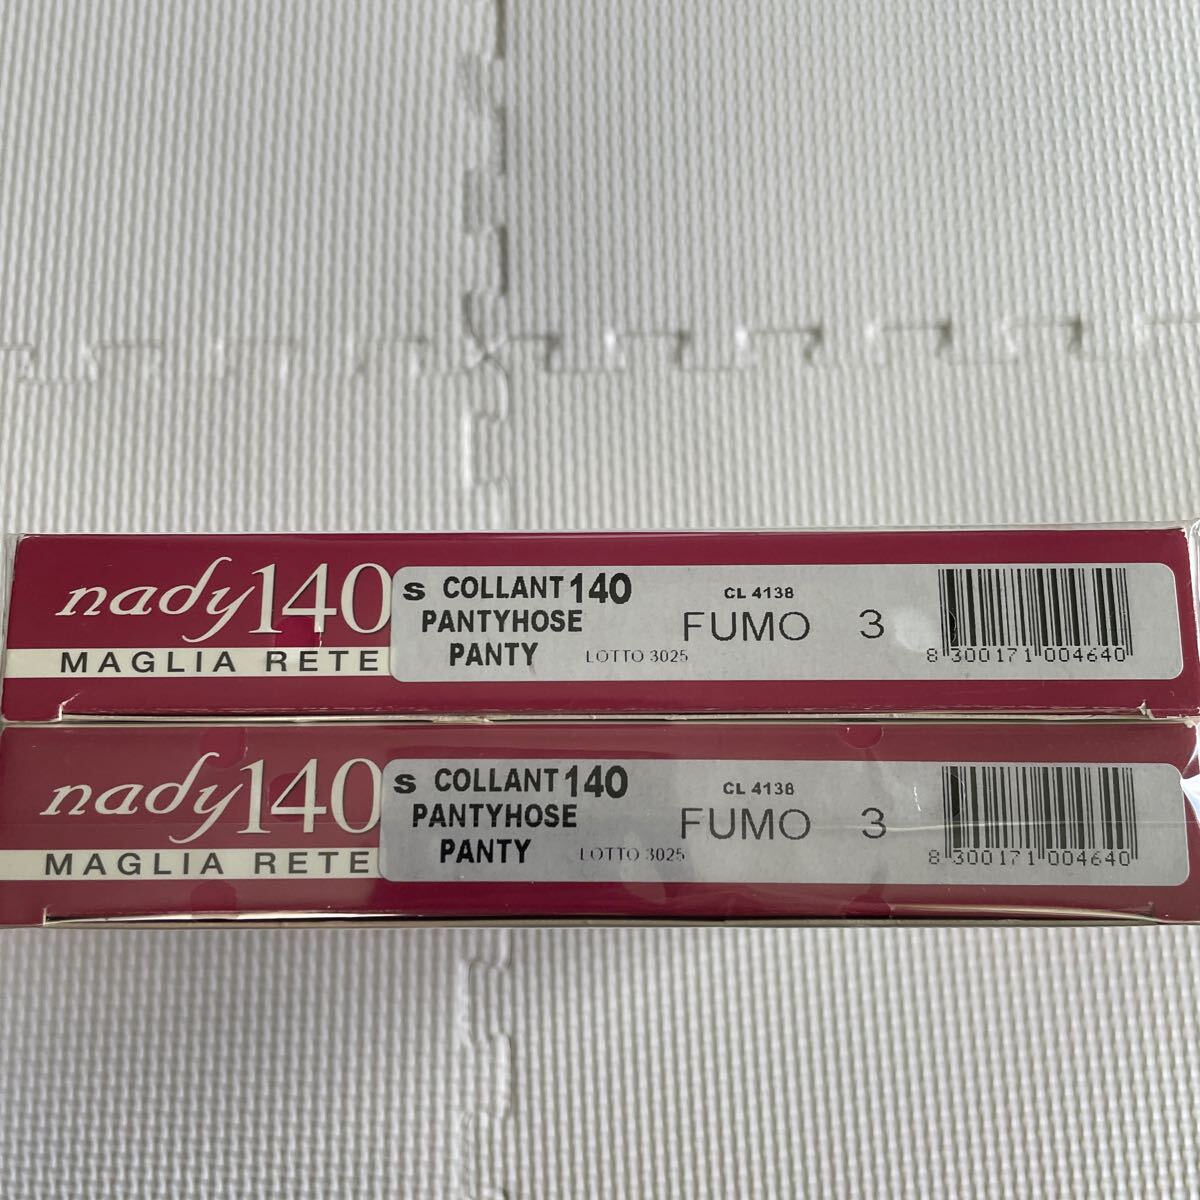 nady140
MAGLIA RETE
S COLLANT 140
PANTYHOSE
PANTY
LOTTO 3025
CL 4138
FUMO 3
8 300171 004640
nady140
MAGLIA RETE
S COLLANT 140
PANTYHOSE
PANTY
LOTTO 3025
CL 4138
FUMO 3
8 300171 004640